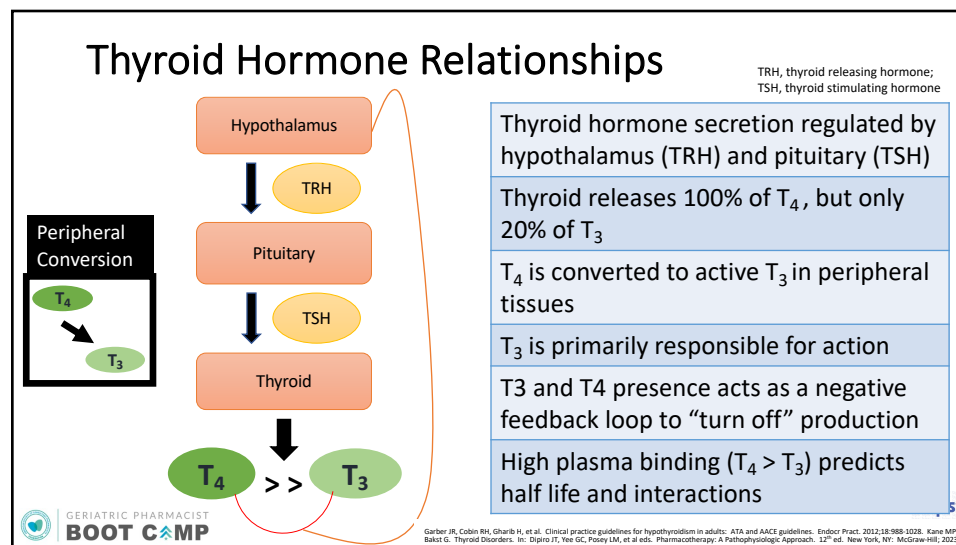 Thyroid Hormone Relationships
TRH, thyroid releasing hormone;
TSH, thyroid stimulating hormone
Hypothalamus
TRH
Pituitary
TSH
Thyroid
T4 > > T3
Peripheral
Conversion
T4
T3
Thyroid hormone secretion regulated by
hypothalamus (TRH) and pituitary (TSH)
Thyroid releases 100% of T4 , but only
20% of T3
T4 is converted to active T3 in peripheral
tissues
T3 is primarily responsible for action
T3 and T4 presence acts as a negative
feedback loop to “turn off” production
High plasma binding (T4 > T3) predicts
half life and interactions
GERIATRIC PHARMACIST
BOOT CAMP
Garber JR, Cobin RH, Gharib H, et al. Clinical practice guidelines for hypothyroidism in adults: ATA and AACE guidelines. Endocr Pract. 2012;18:988-1028. Kane MP
Bakst G. Thyroid Disorders. In: Dipiro JT, Yee GC, Posey LM, et al eds. Pharmacotherapy: A Pathophysiologic Approach. 12th ed. New York, NY: McGraw-Hill; 2023